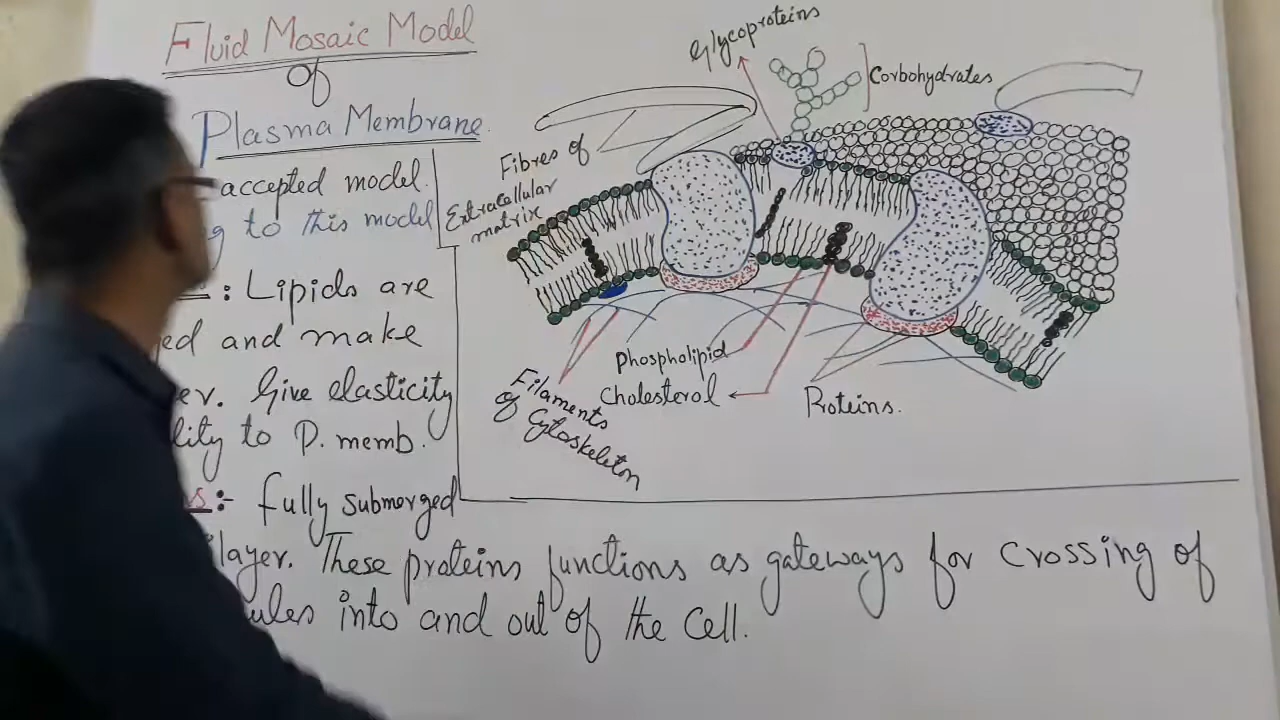 Fluid Mosaic Model
of
Plasma Membrane.
accepted model.
g to this model
: Lipids are
ed and make
er. Give elasticity
lity to P. memb.
s:- fully submerged
ilayer. These proteins functions as gateways for crossing of
ules into and out of the cell.
Glycoproteins
Corbohydrates
Fibres of
Extracellular
matrix
Phospholipid
Cholesterol
Proteins.
Filaments
of Cytoskeleton